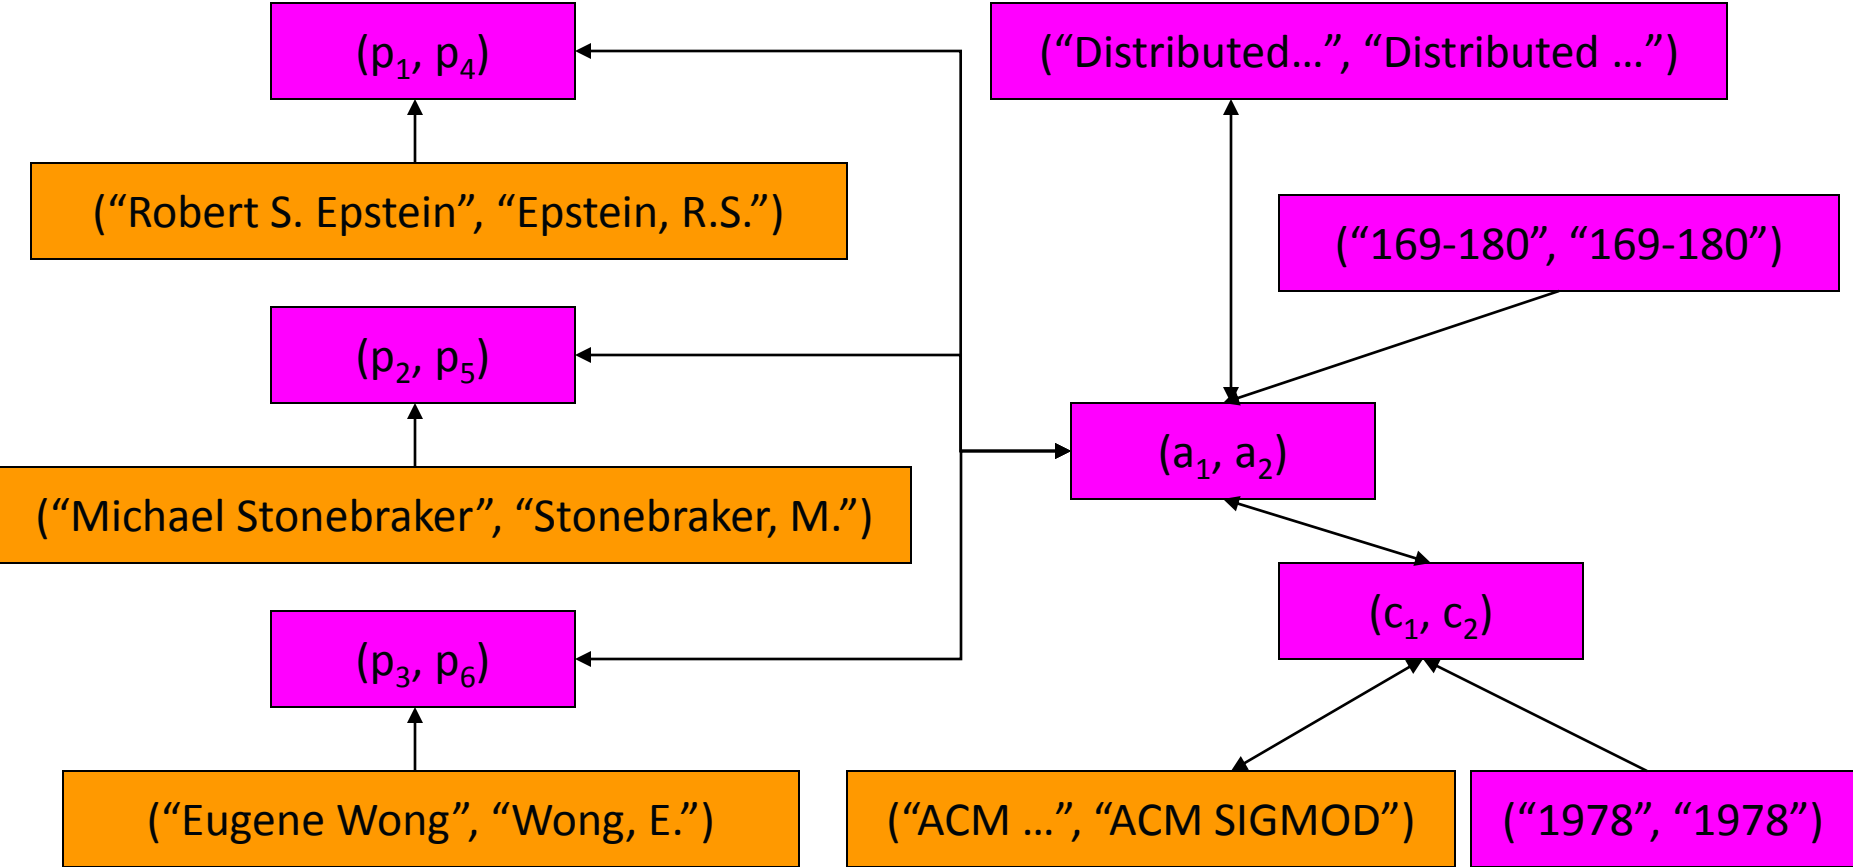 (p₁, p₄)
(“Distributed…”, “Distributed …”)
(“Robert S. Epstein”, “Epstein, R.S.”)
(“169-180”, “169-180”)
(p₂, p₅)
(a₁, a₂)
(“Michael Stonebraker”, “Stonebraker, M.”)
(c₁, c₂)
(p₃, p₆)
(“Eugene Wong”, “Wong, E.”)
(“ACM …”, “ACM SIGMOD”)
(“1978”, “1978”)